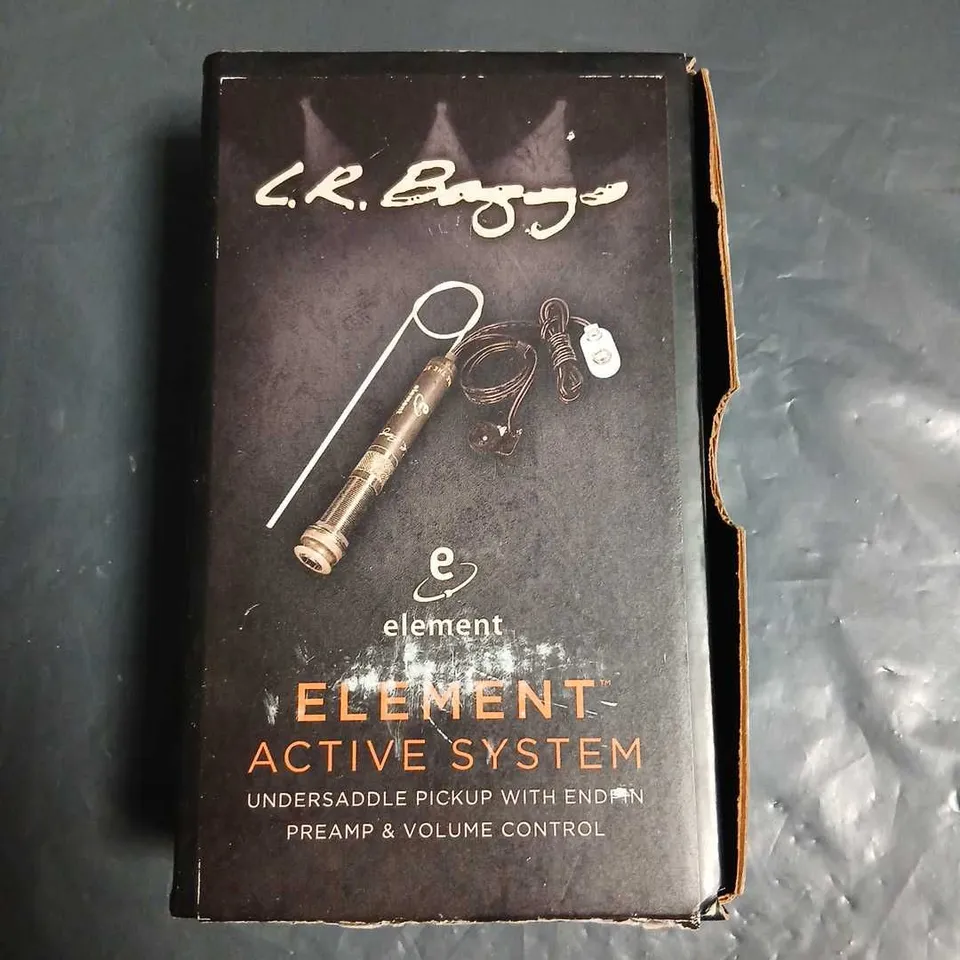 L.R. Baggs
e
element
ELEMENT™
ACTIVE SYSTEM
UNDERSADDLE PICKUP WITH ENDPIN
PREAMP & VOLUME CONTROL